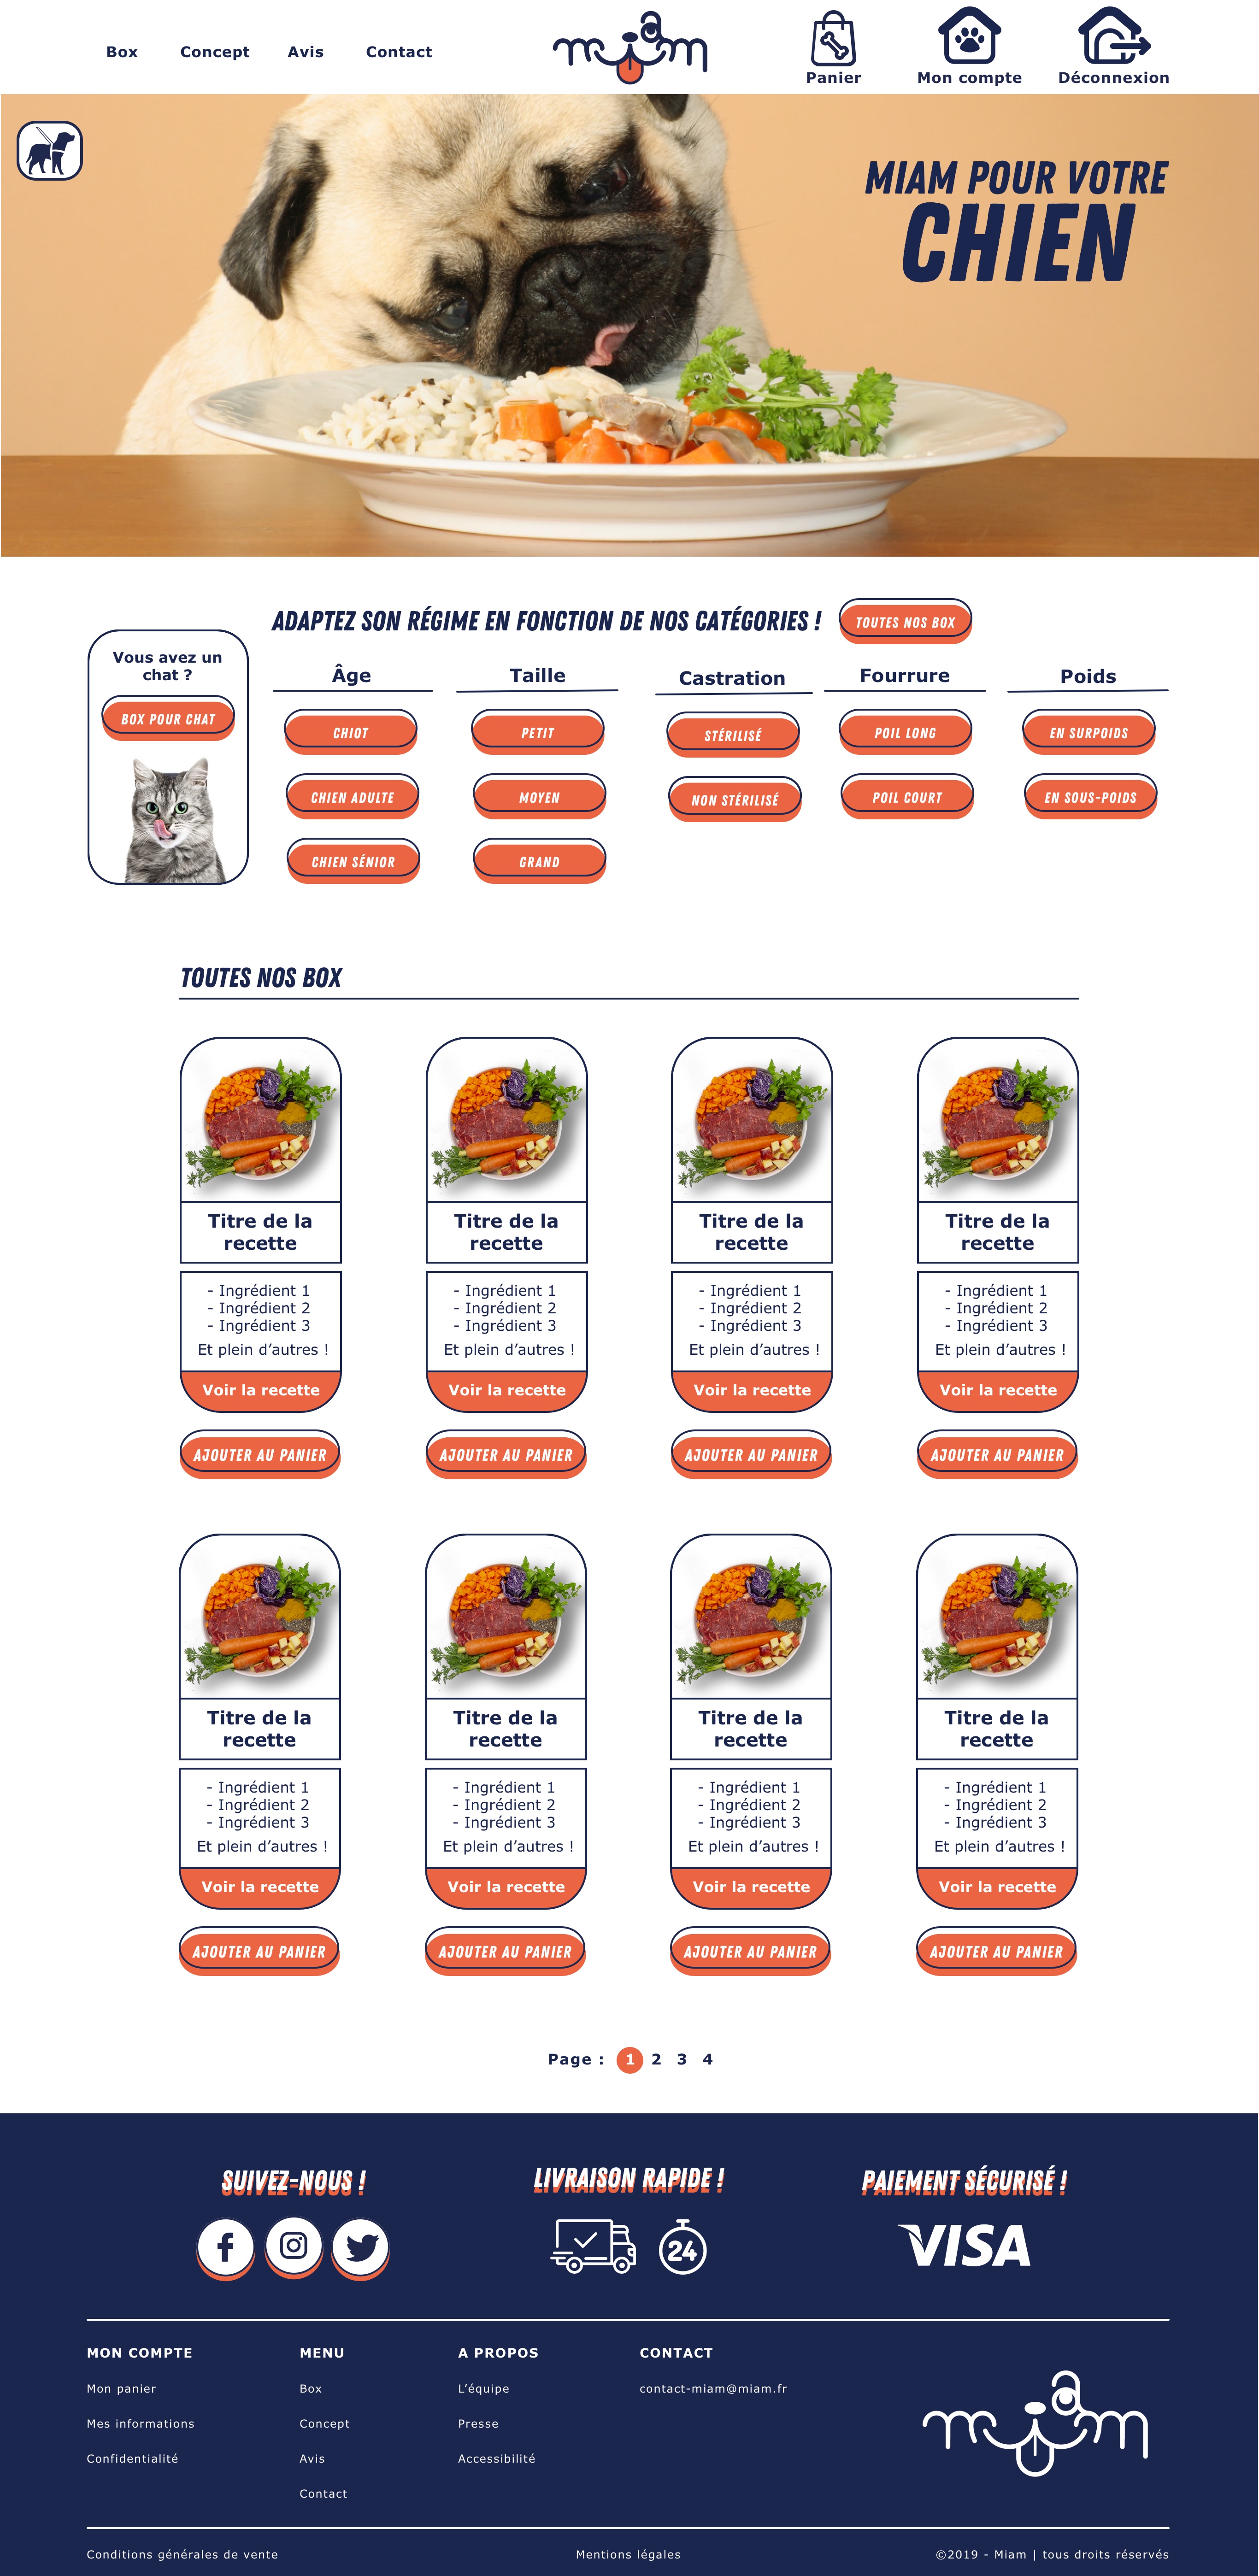 Box Concept Avis Contact
miam
Panier Mon compte Déconnexion
MIAM POUR VOTRE
CHIEN
ADAPTEZ SON RÉGIME EN FONCTION DE NOS CATÉGORIES !
TOUTES NOS BOX
Vous avez un
chat ?
BOX POUR CHAT
Âge Taille Castration Fourrure Poids
CHIOT PETIT STÉRILISÉ POIL LONG EN SURPOIDS
CHIEN ADULTE MOYEN NON STÉRILISÉ POIL COURT EN SOUS-POIDS
CHIEN SÉNIOR GRAND
TOUTES NOS BOX
Titre de la Titre de la Titre de la Titre de la
recette recette recette recette
- Ingrédient 1 - Ingrédient 1 - Ingrédient 1 - Ingrédient 1
- Ingrédient 2 - Ingrédient 2 - Ingrédient 2 - Ingrédient 2
- Ingrédient 3 - Ingrédient 3 - Ingrédient 3 - Ingrédient 3
Et plein d’autres ! Et plein d’autres ! Et plein d’autres ! Et plein d’autres !
Voir la recette Voir la recette Voir la recette Voir la recette
AJOUTER AU PANIER AJOUTER AU PANIER AJOUTER AU PANIER AJOUTER AU PANIER
Titre de la Titre de la Titre de la Titre de la
recette recette recette recette
- Ingrédient 1 - Ingrédient 1 - Ingrédient 1 - Ingrédient 1
- Ingrédient 2 - Ingrédient 2 - Ingrédient 2 - Ingrédient 2
- Ingrédient 3 - Ingrédient 3 - Ingrédient 3 - Ingrédient 3
Et plein d’autres ! Et plein d’autres ! Et plein d’autres ! Et plein d’autres !
Voir la recette Voir la recette Voir la recette Voir la recette
AJOUTER AU PANIER AJOUTER AU PANIER AJOUTER AU PANIER AJOUTER AU PANIER
Page : 1 2 3 4
SUIVEZ-NOUS ! LIVRAISON RAPIDE ! PAIEMENT SÉCURISÉ !
24 VISA
MON COMPTE MENU A PROPOS CONTACT
Mon panier Box L’équipe contact-miam@miam.fr
Mes informations Concept Presse
Confidentialité Avis Accessibilité
Contact
miam
Conditions générales de vente Mentions légales ©2019 - Miam | tous droits réservés